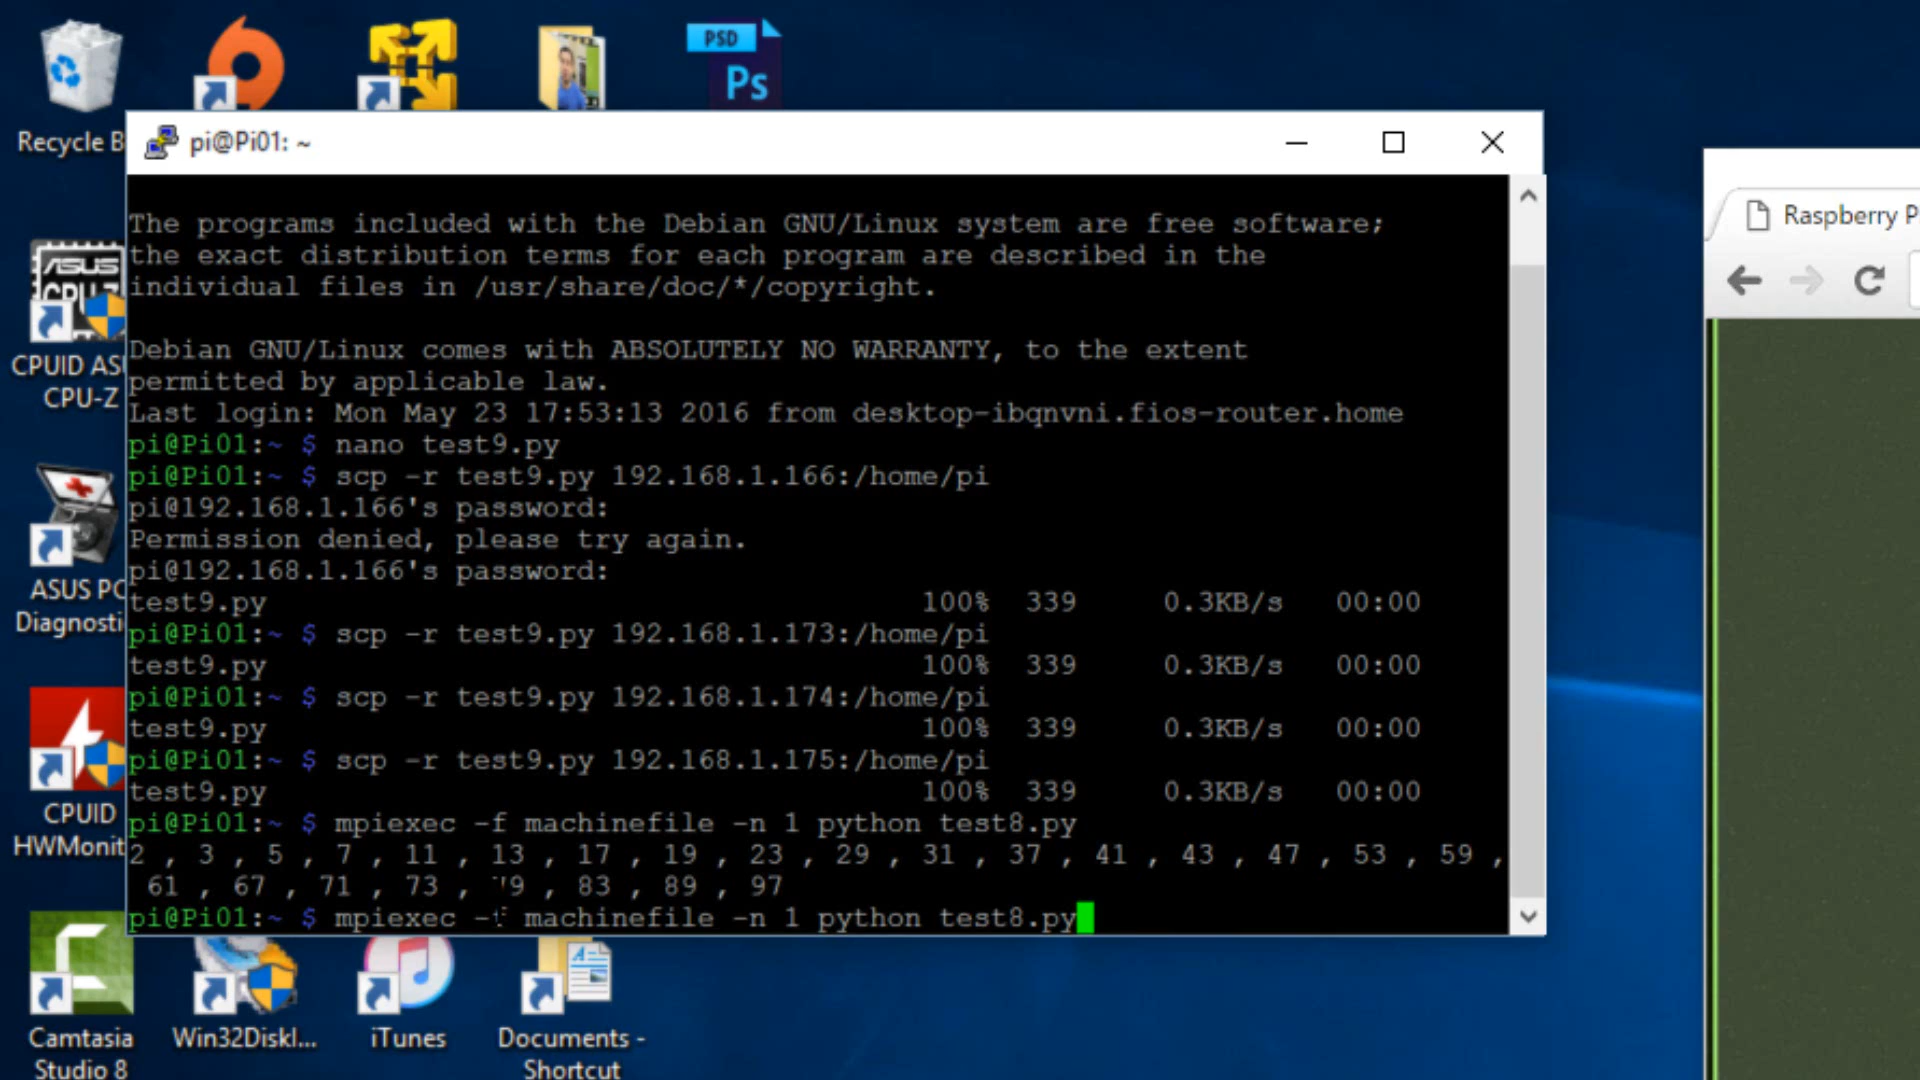 PSD
Ps
Recycle B
pi@Pi01: ~
The programs included with the Debian GNU/Linux system are free software;
the exact distribution terms for each program are described in the
individual files in /usr/share/doc/*/copyright.
Debian GNU/Linux comes with ABSOLUTELY NO WARRANTY, to the extent
permitted by applicable law.
Last login: Mon May 23 17:53:13 2016 from desktop-ibqnvni.fios-router.home
pi@Pi01:~ $ nano test9.py
pi@Pi01:~ $ scp -r test9.py 192.168.1.166:/home/pi
pi@192.168.1.166's password:
Permission denied, please try again.
pi@192.168.1.166's password:
test9.py 100% 339 0.3KB/s 00:00
pi@Pi01:~ $ scp -r test9.py 192.168.1.173:/home/pi
test9.py 100% 339 0.3KB/s 00:00
pi@Pi01:~ $ scp -r test9.py 192.168.1.174:/home/pi
test9.py 100% 339 0.3KB/s 00:00
pi@Pi01:~ $ scp -r test9.py 192.168.1.175:/home/pi
test9.py 100% 339 0.3KB/s 00:00
pi@Pi01:~ $ mpiexec -f machinefile -n 1 python test8.py
2 , 3 , 5 , 7 , 11 , 13 , 17 , 19 , 23 , 29 , 31 , 37 , 41 , 43 , 47 , 53 , 59 ,
61 , 67 , 71 , 73 , 79 , 83 , 89 , 97
pi@Pi01:~ $ mpiexec -f machinefile -n 1 python test8.py
Raspberry P
ASUS
CPU-Z
CPUID AS
CPU-Z
ASUS PC
Diagnosti
CPUID
HWMonit
Camtasia
Studio 8
Win32DiskI...
iTunes
Documents -
Shortcut